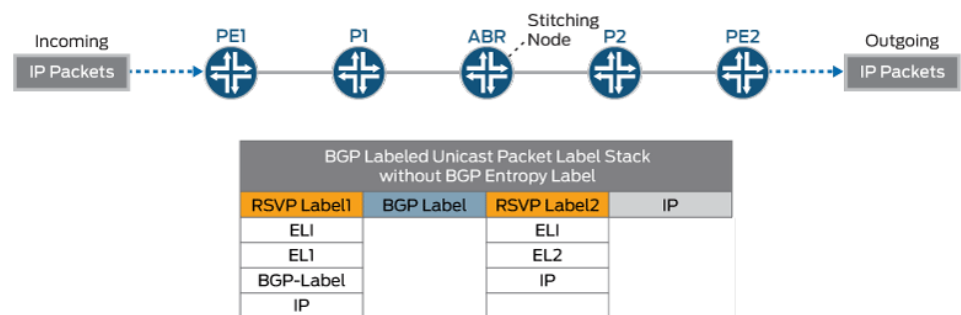 Incoming
IP Packets
PE1
P1
ABR
Stitching
Node
P2
PE2
Outgoing
IP Packets
BGP Labeled Unicast Packet Label Stack
without BGP Entropy Label
RSVP Label1 BGP Label RSVP Label2 IP
ELI ELI
EL1 EL2
BGP-Label IP
IP